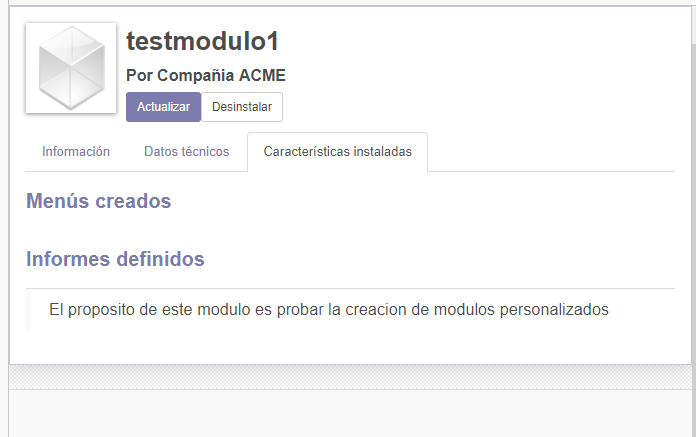 testmodulo1
Por Compañia ACME
Actualizar Desinstalar
Información Datos técnicos Características instaladas
Menús creados
Informes definidos
El proposito de este modulo es probar la creacion de modulos personalizados